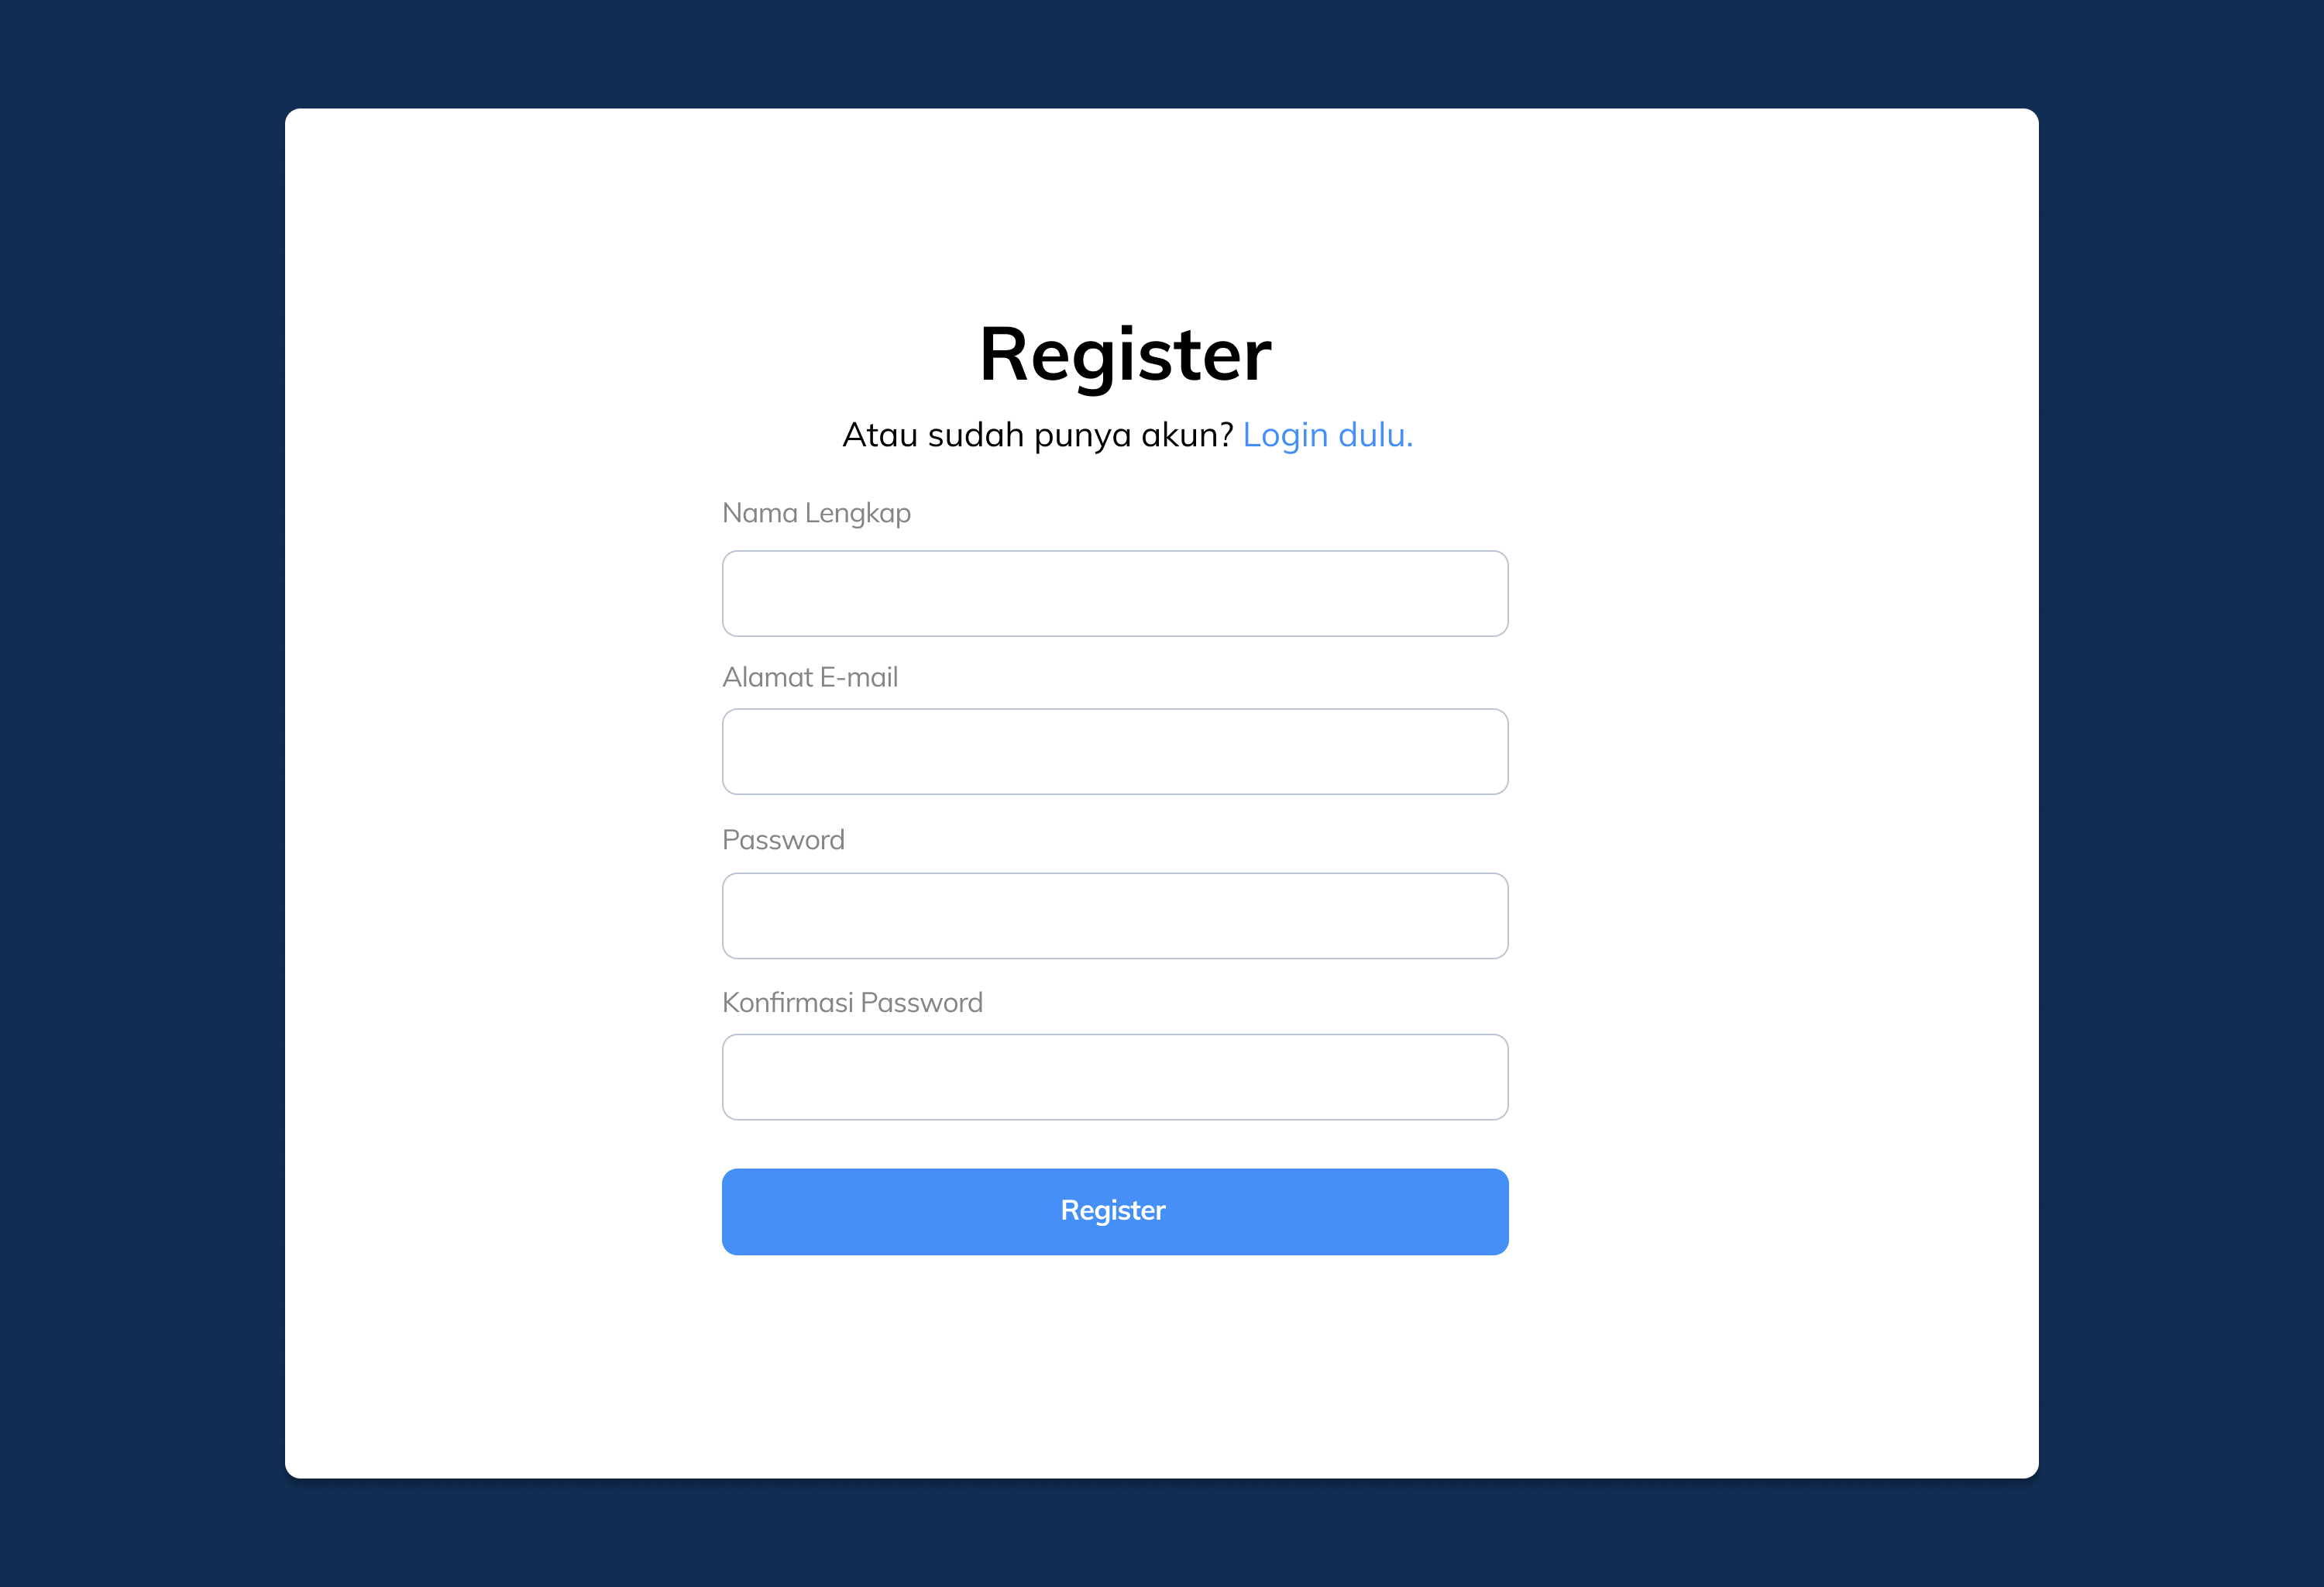 Register
Atau sudah punya akun? Login dulu.
Nama Lengkap
Alamat E-mail
Password
Konfirmasi Password
Register